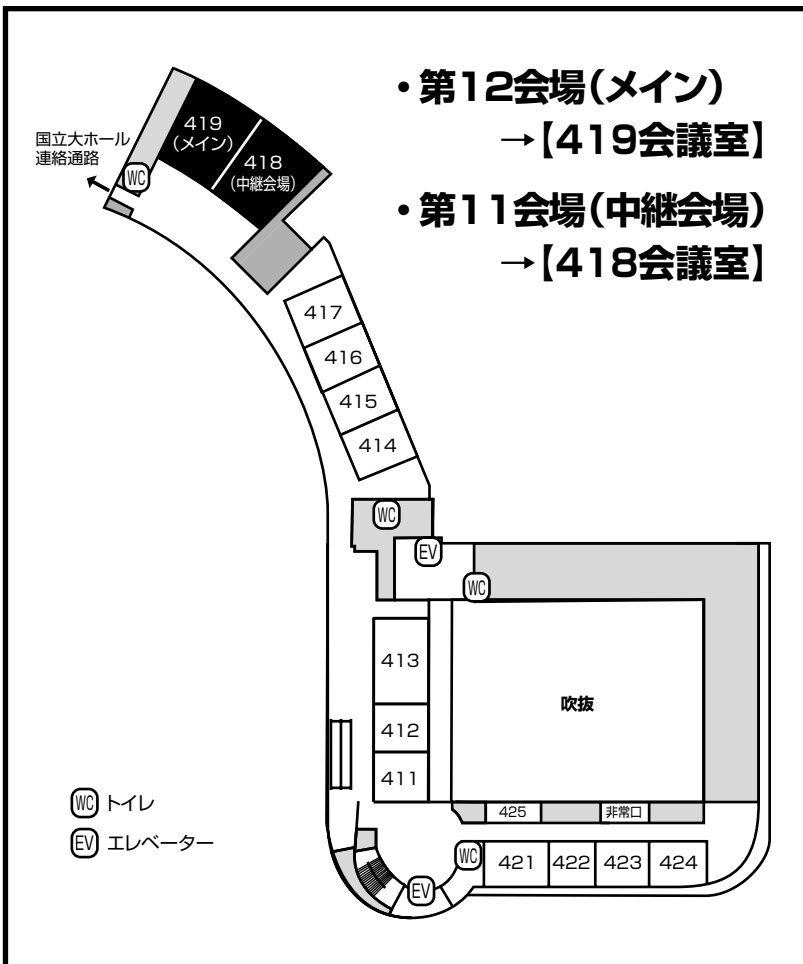 ・第12会場（メイン）
→【419会議室】
・第11会場（中継会場）
→【418会議室】
419
（メイン）
418
（中継会場）
国立大ホール
連絡通路
WC
417
416
415
414
WC
EV
WC
413
412
411
吹抜
425
非常口
WC
421
422
423
424
EV
WC トイレ
EV エレベーター